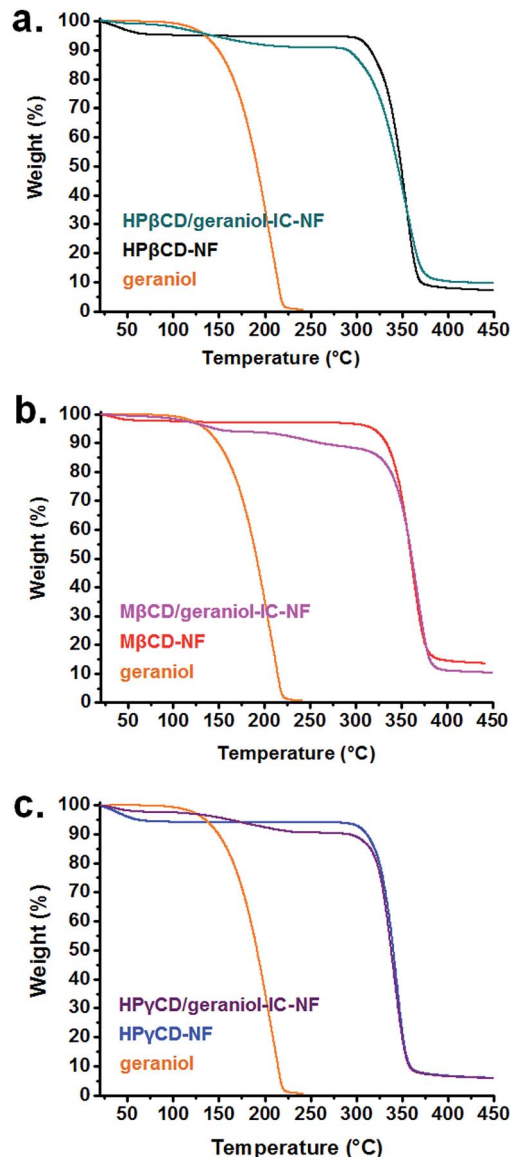 a.
100
90
80
70
60
50
40
30
20
10
0
Weight (%)
HPβCD/geraniol-IC-NF
HPβCD-NF
geraniol
50 100 150 200 250 300 350 400 450
Temperature (°C)
b.
100
90
80
70
60
50
40
30
20
10
0
Weight (%)
MβCD/geraniol-IC-NF
MβCD-NF
geraniol
50 100 150 200 250 300 350 400 450
Temperature (°C)
c.
100
90
80
70
60
50
40
30
20
10
0
Weight (%)
HPγCD/geraniol-IC-NF
HPγCD-NF
geraniol
50 100 150 200 250 300 350 400 450
Temperature (°C)